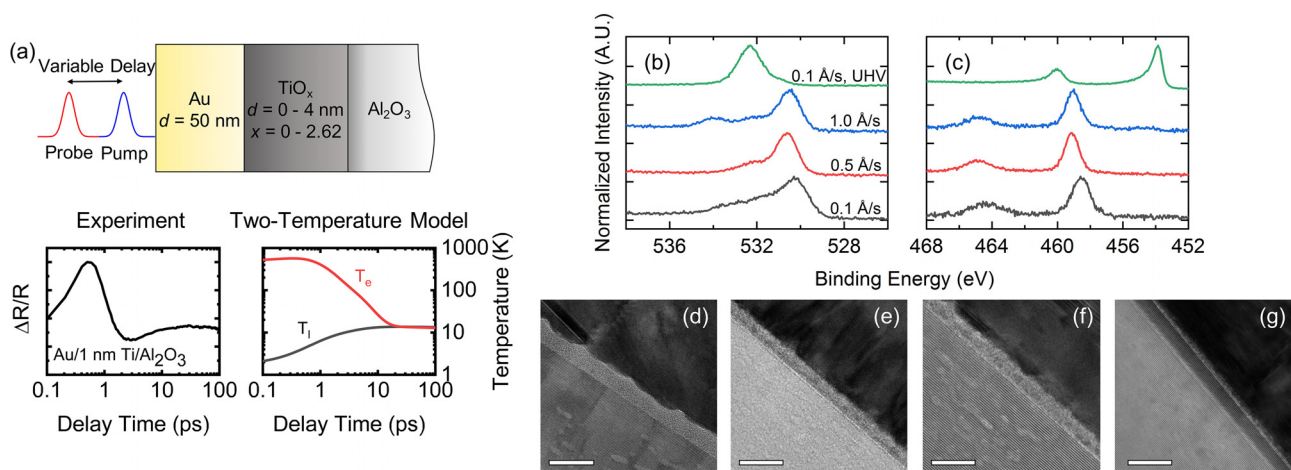 (a)
Variable Delay
Probe Pump
Au
d = 50 nm
TiOx
d = 0 - 4 nm
x = 0 - 2.62
Al2O3
Experiment
ΔR/R
Au/1 nm Ti/Al2O3
0.1 1 10 100
Delay Time (ps)
Two-Temperature Model
Te
Tl
1000
100
10
1
Temperature (K)
0.1 1 10 100
Delay Time (ps)
Normalized Intensity (A.U.)
(b)
0.1 Å/s, UHV
1.0 Å/s
0.5 Å/s
0.1 Å/s
536 532 528
(c)
468 464 460 456 452
Binding Energy (eV)
(d)
(e)
(f)
(g)